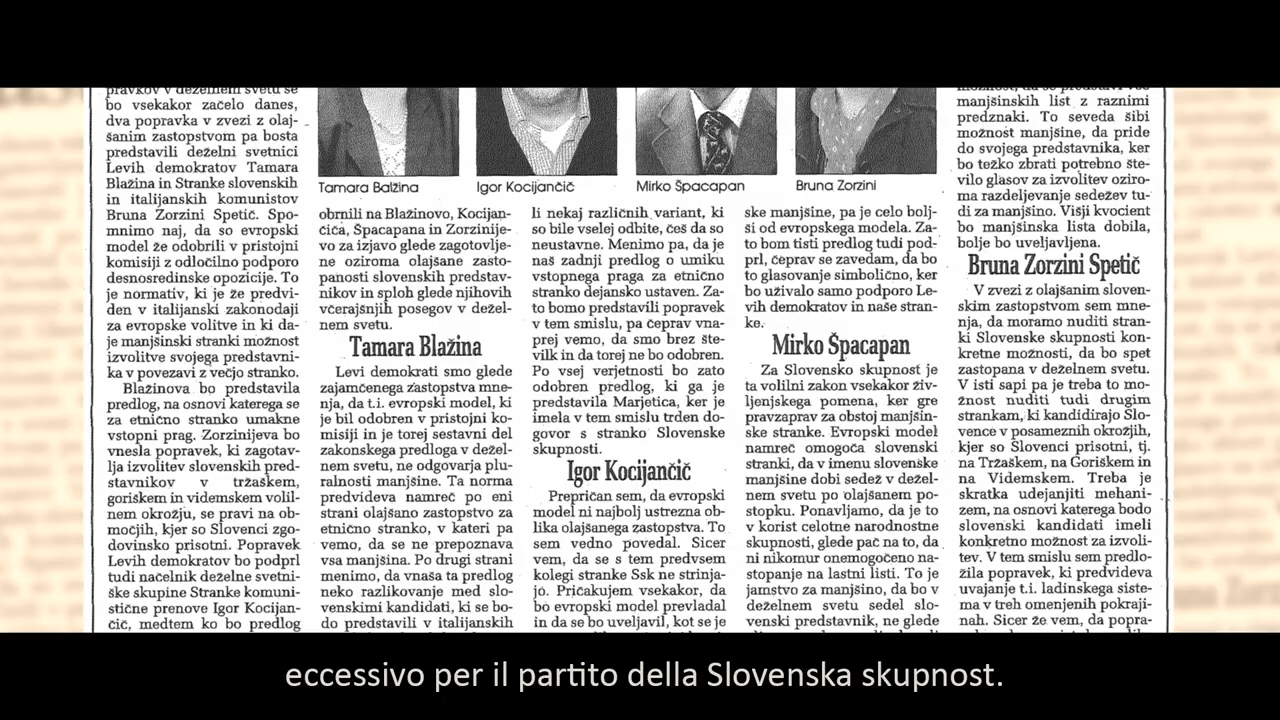 pravkov v deželnem svetu se
bo vsekakor začelo danes,
dva popravka v zvezi z olaj-
šanim zastopstvom pa bosta
predstavili deželni svetnici
Levih demokratov Tamara
Blažina in Stranke slovenskih
in italijanskih komunistov
Bruna Zorzini Spetič. Spo-
mnimo naj, da so evropski
model že odobrili v pristojni
komisiji z odločilno podporo
desnosredinske opozicije. To
je normativ, ki je že predvi-
den v italijanski zakonodaji
za evropske volitve in ki da-
je manjšinski stranki možnost
izvolitve svojega predstavni-
ka v povezavi z večjo stranko.
Blažinova bo predstavila
predlog, na osnovi katerega se
za etnično stranko umakne
vstopni prag. Zorzinijeva bo
vnesla popravek, ki zagotav-
lja izvolitev slovenskih pred-
stavnikov v tržaškem,
goriškem in videmskem volil-
nem okrožju, se pravi na ob-
močjih, kjer so Slovenci zgo-
dovinsko prisotni. Popravek
Levih demokratov bo podprl
tudi načelnik deželne svetni-
ške skupine Stranke komuni-
stične prenove Igor Kocijan-
čič, medtem ko bo predlog
Tamara Balžina
Igor Kocijančič
Mirko Špacapan
Bruna Zorzini
obrnili na Blažinovo, Kocijan-
čiča, Špacapana in Zorzinije-
vo za izjavo glede zagotovlje-
ne oziroma olajšane zasto-
panosti slovenskih predstav-
nikov in sploh glede njihovih
včerajšnjih posegov v dežel-
nem svetu.
Tamara Blažina
Levi demokrati smo glede
zajamčenega zastopstva mne-
nja, da t.i. evropski model, ki
je bil odobren v pristojni ko-
misiji in je torej sestavni del
zakonskega predloga v dežel-
nem svetu, ne odgovarja plu-
ralnosti manjšine. Ta norma
predvideva namreč po eni
strani olajšano zastopstvo za
etnično stranko, v kateri pa
vemo, da se ne prepoznava
vsa manjšina. Po drugi strani
menimo, da vnaša ta predlog
neko razlikovanje med slo-
venskimi kandidati, ki se bo-
do predstavili v italijanskih
li nekaj različnih variant, ki
so bile vselej odbite, češ da so
neustavne. Menimo pa, da je
naš zadnji predlog o umiku
vstopnega praga za etnično
stranko dejansko ustaven. Za-
to bomo predstavili popravek
v tem smislu, pa čeprav vna-
prej vemo, da smo brez šte-
vilk in da torej ne bo odobren.
Po vsej verjetnosti bo zato
odobren predlog, ki ga je
predstavila Marjetica, ker je
imela v tem smislu trden do-
govor s stranko Slovenske
skupnosti.
Igor Kocijančič
Prepričan sem, da evropski
model ni najbolj ustrezna ob-
lika olajšanega zastopstva. To
sem vedno povedal. Sicer
vem, da se s tem predvsem
kolegi stranke Ssk ne strinja-
jo. Pričakujem vsekakor, da
bo evropski model prevladal
in da se bo uveljavil, kot se je
ske manjšine, pa je celo bolj-
ši od evropskega modela. Za-
to bom tisti predlog tudi pod-
prl, čeprav se zavedam, da bo
to glasovanje simbolično, ker
bo uživalo samo podporo Le-
vih demokratov in naše stran-
ke.
Mirko Špacapan
Za Slovensko skupnost je
ta volilni zakon vsekakor živ-
ljenjskega pomena, ker gre
pravzaprav za obstoj manjšin-
ske stranke. Evropski model
namreč omogoča slovenski
stranki, da v imenu slovenske
manjšine dobi sedež v dežel-
nem svetu po olajšanem po-
stopku. Ponavljamo, da je to
v korist celotne narodnostne
skupnosti, glede pač na to, da
ni nikomur onemogočeno na-
stopanje na lastni listi. To je
jamstvo za manjšino, da bo v
deželnem svetu sedel slo-
venski predstavnik, ne glede
manjšinskih list z raznimi
predznaki. To seveda šibi
možnost manjšine, da pride
do svojega predstavnika, ker
bo težko zbrati potrebno šte-
vilo glasov za izvolitev oziro-
ma razdeljevanje sedežev tu-
di za manjšino. Višji kvocient
bo manjšinska lista dobila,
bolje bo uveljavljena.
Bruna Zorzini Spetič
V zvezi z olajšanim sloven-
skim zastopstvom sem mne-
nja, da moramo nuditi stran-
ki Slovenske skupnosti kon-
kretne možnosti, da bo spet
zastopana v deželnem svetu.
V isti sapi pa je treba to mo-
žnost nuditi tudi drugim
strankam, ki kandidirajo Slo-
vence v posameznih okrožjih,
kjer so Slovenci prisotni, tj.
na Tržaškem, na Goriškem in
na Videmskem. Treba je
skratka udejanjiti mehani-
zem, na osnovi katerega bodo
slovenski kandidati imeli
konkretno možnost za izvoli-
tev. V tem smislu sem predlo-
žila popravek, ki predvideva
uvajanje t.i. ladinskega siste-
ma v treh omenjenih pokraji-
nah. Sicer že vem, da popra-
eccessivo per il partito della Slovenska skupnost.